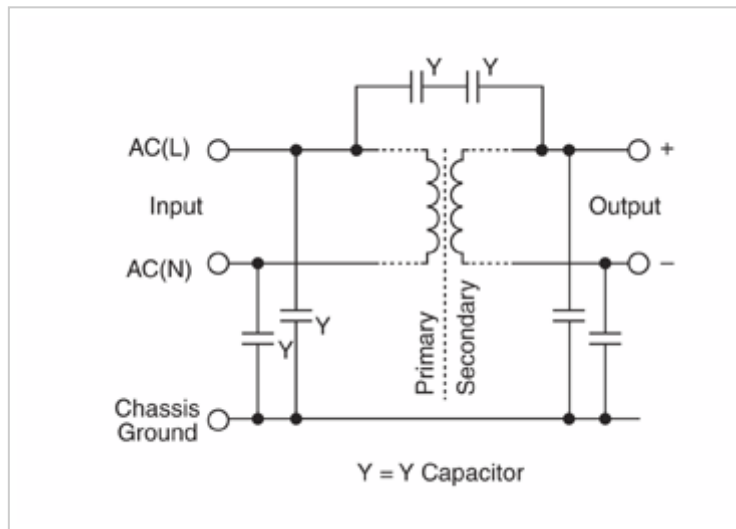 Y Y
AC(L)
+
Input
Output
AC(N)
−
Y
Y
Primary
Secondary
Chassis
Ground
Y = Y Capacitor